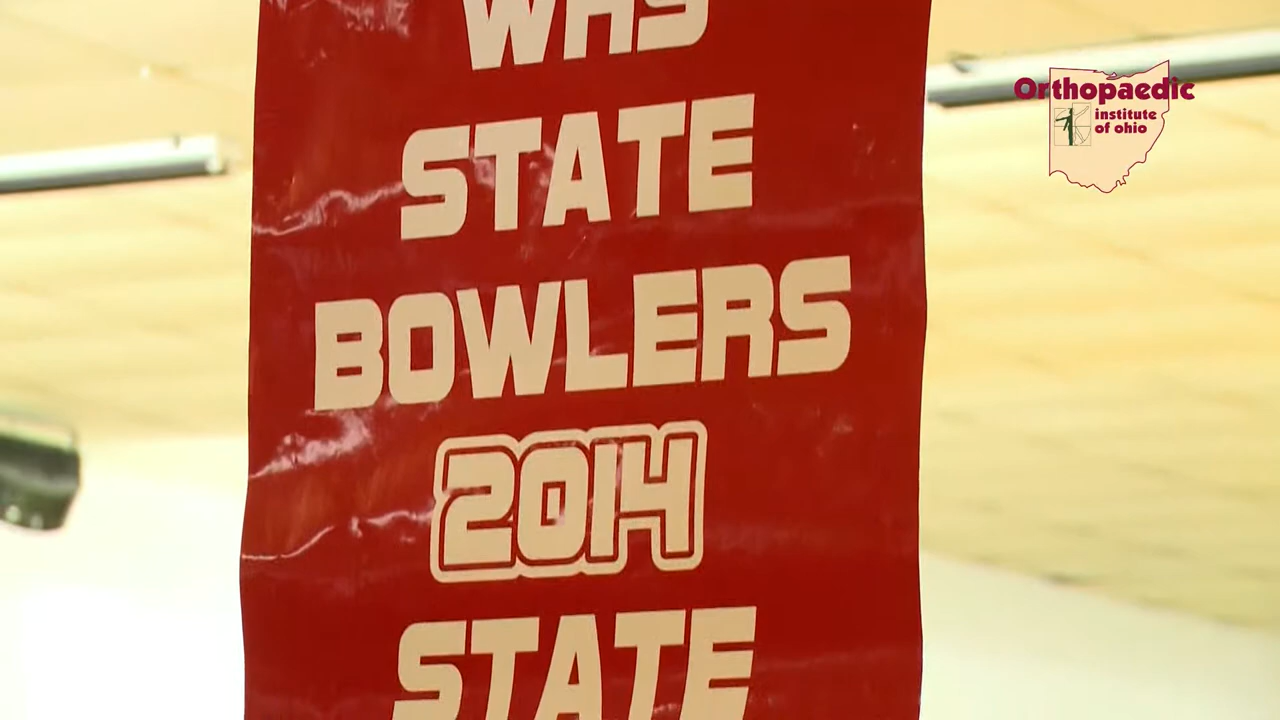 WHS
STATE
BOWLERS
2014
STATE
Orthopaedic
institute
of ohio